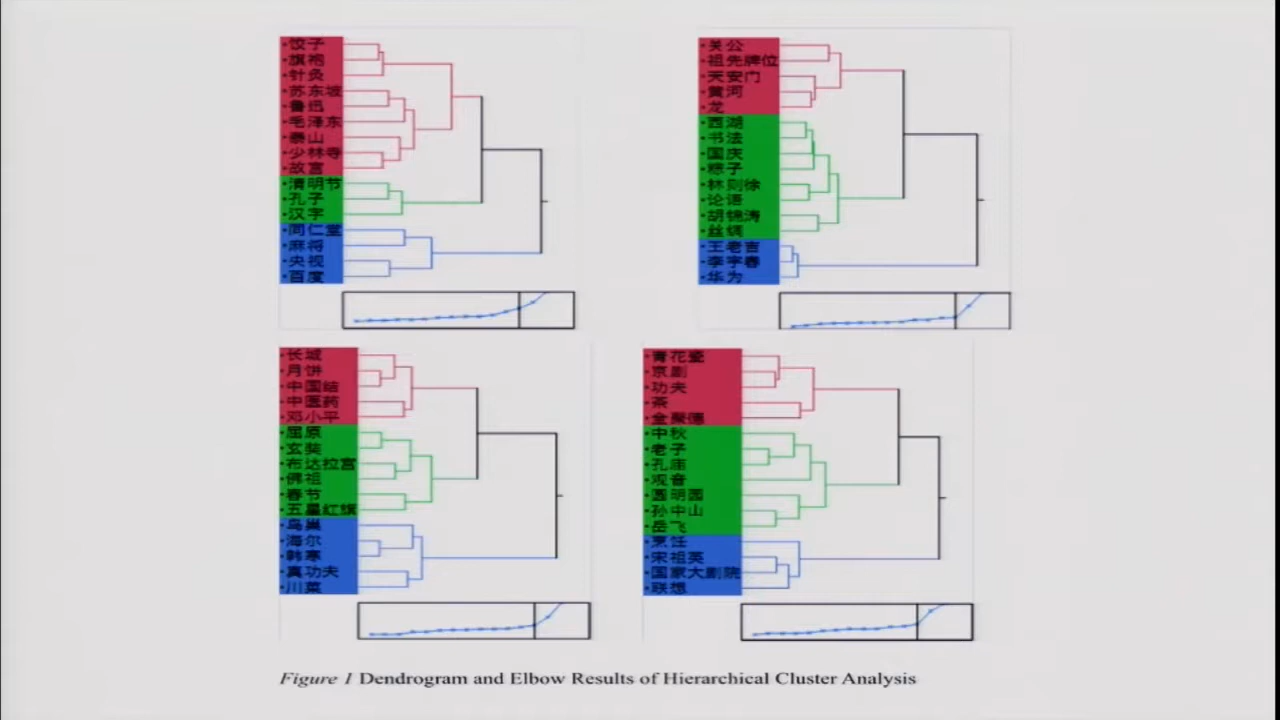 饺子
旗袍
针灸
苏东坡
鲁迅
毛泽东
泰山
少林寺
故宫
清明节
孔子
汉字
同仁堂
麻将
央视
百度
关公
祖先牌位
天安门
黄河
龙
西湖
书法
国庆
粽子
林则徐
论语
胡锦涛
丝绸
王老吉
李宇春
华为
长城
月饼
中国结
中医药
邓小平
屈原
玄奘
布达拉宫
佛祖
春节
五星红旗
鸟巢
海尔
韩寒
真功夫
川菜
青花瓷
京剧
功夫
茶
全聚德
中秋
老子
孔庙
观音
圆明园
孙中山
岳飞
烹饪
宋祖英
国家大剧院
联想
Figure 1 Dendrogram and Elbow Results of Hierarchical Cluster Analysis